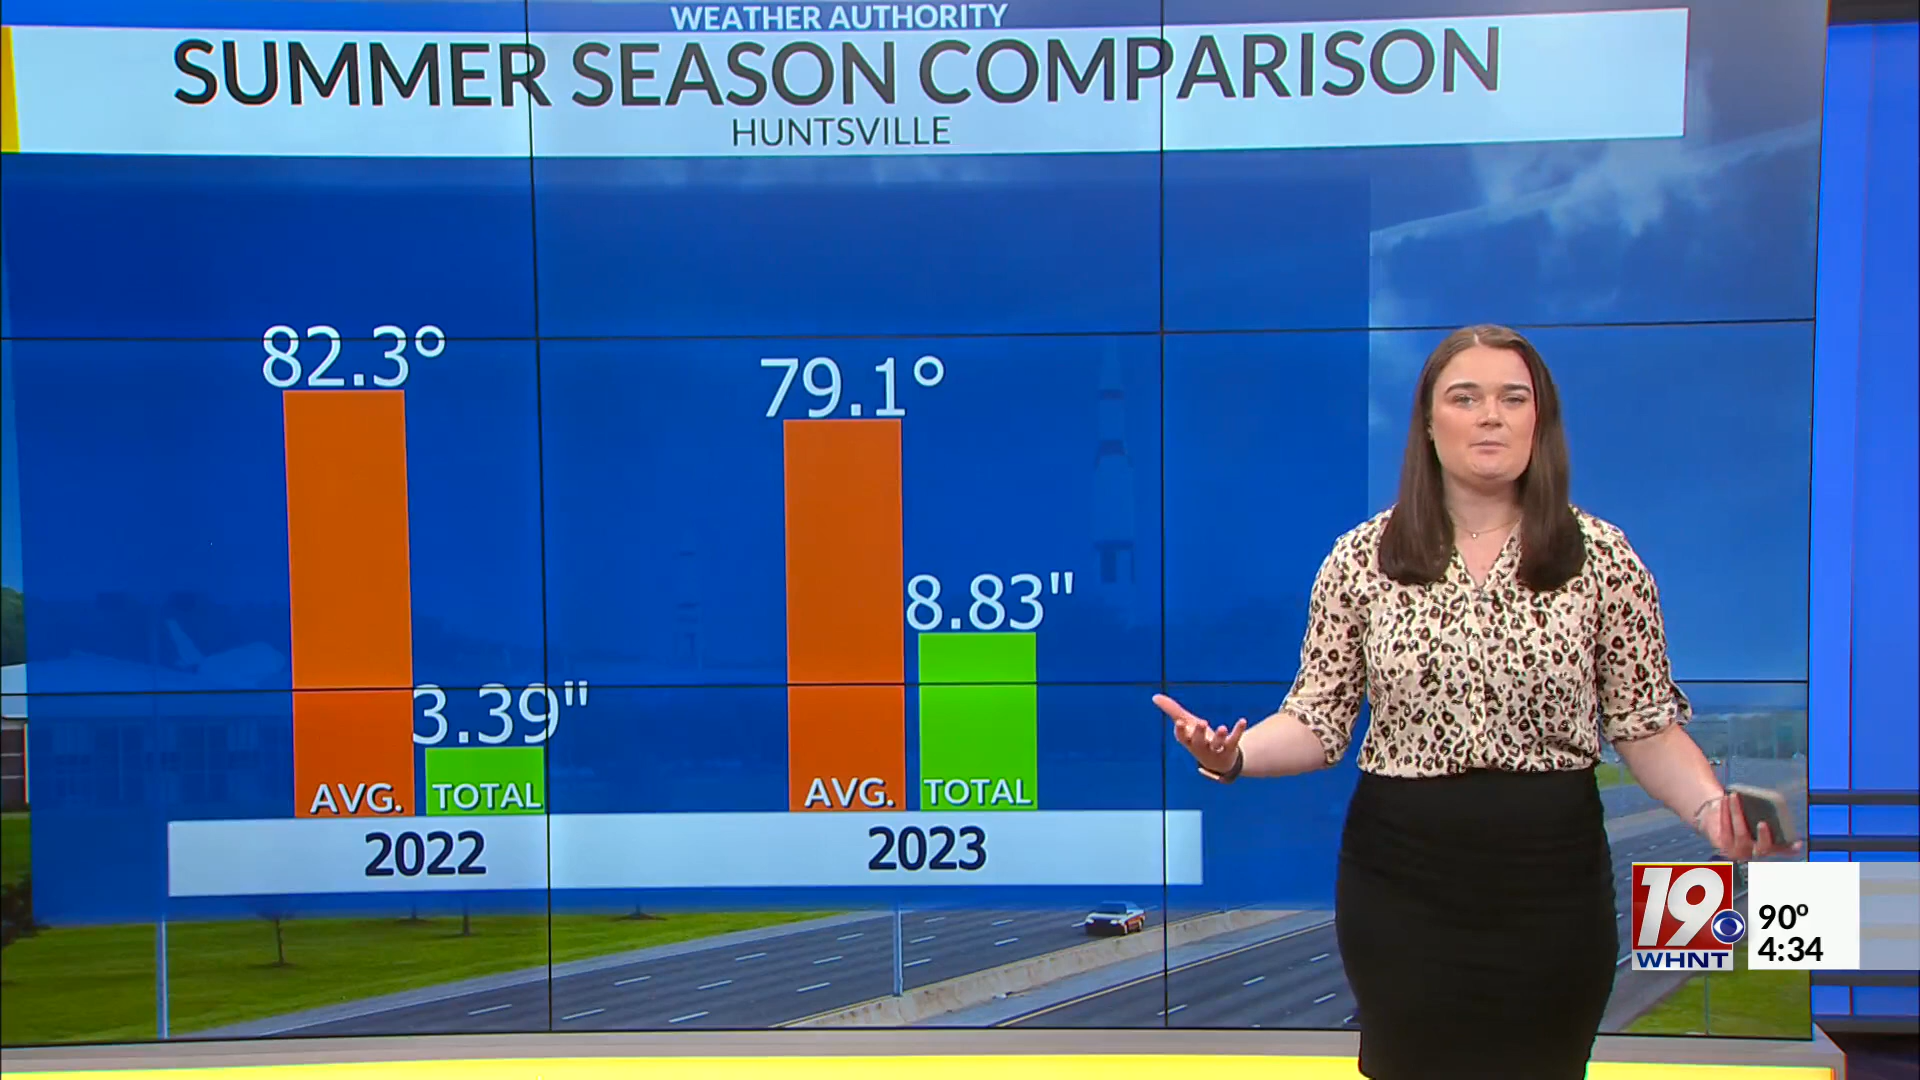 WEATHER AUTHORITY
SUMMER SEASON COMPARISON
HUNTSVILLE
82.3°
79.1°
3.39"
8.83"
AVG. TOTAL
AVG. TOTAL
2022
2023
19
WHNT
90°
4:34